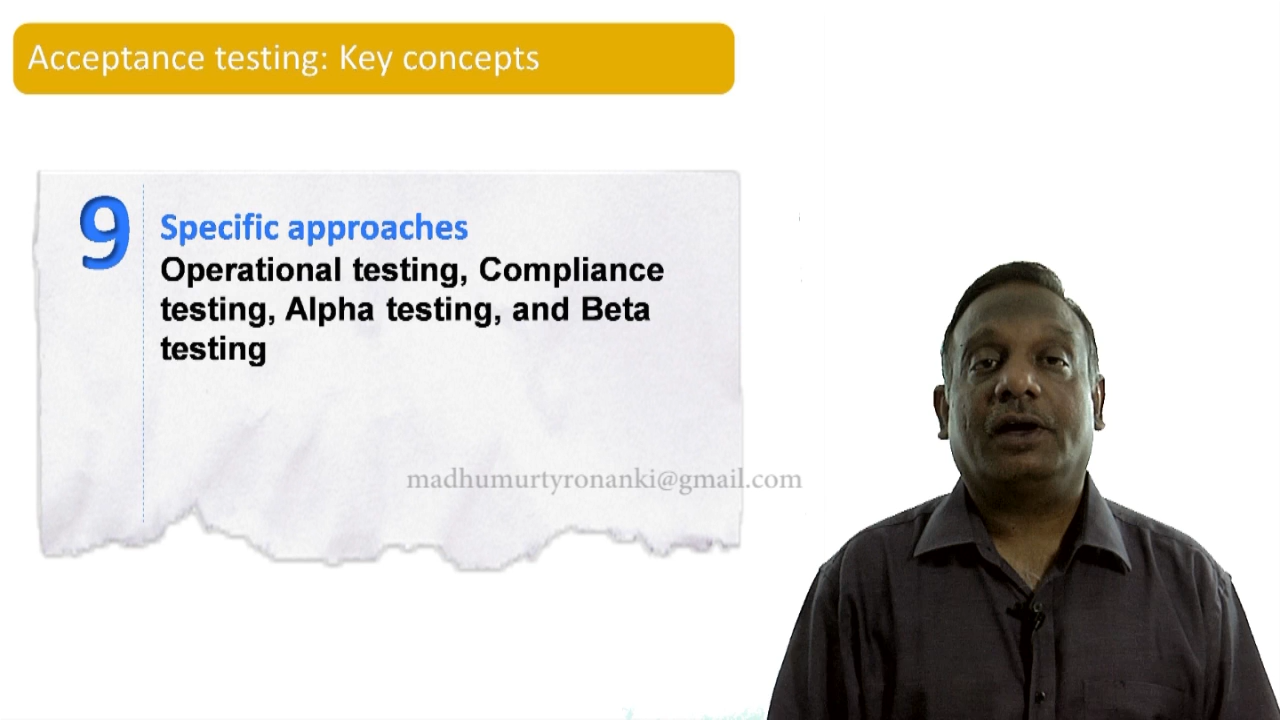 Acceptance testing: Key concepts
9
Specific approaches
Operational testing, Compliance
testing, Alpha testing, and Beta
testing
madhumurtyronanki@gmail.com